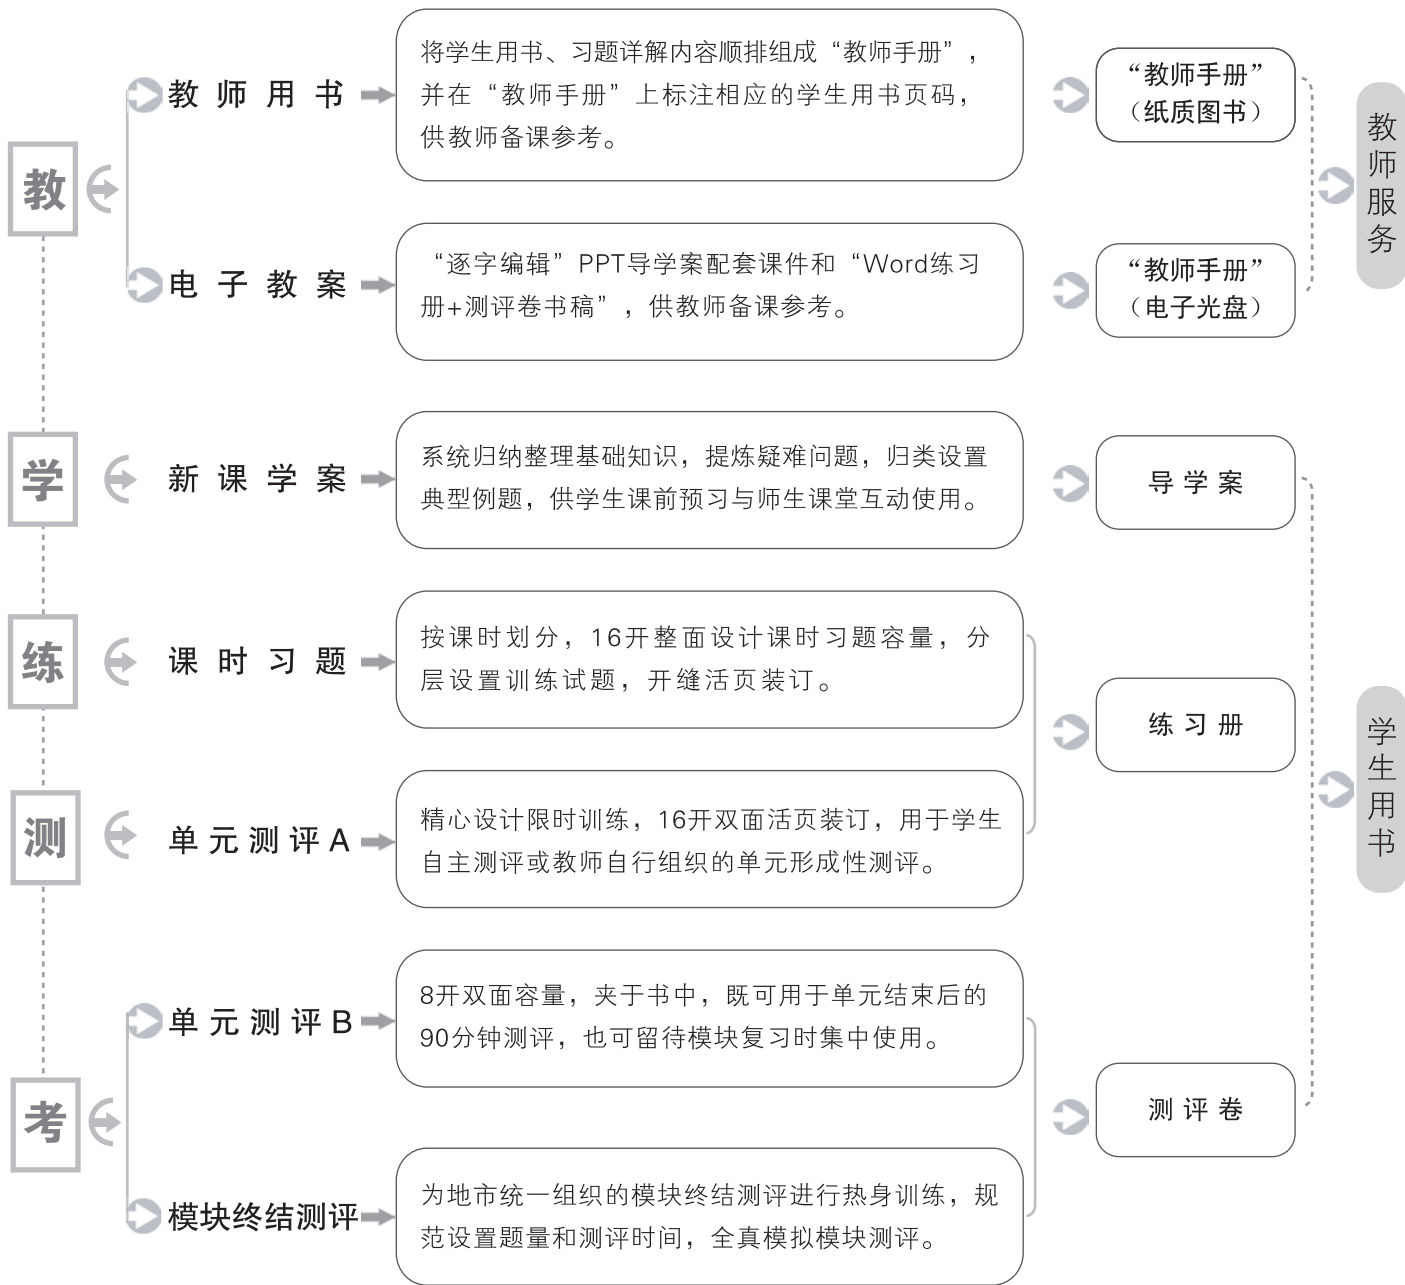 教
教师用书
将学生用书、习题详解内容顺排组成“教师手册”，
并在“教师手册”上标注相应的学生用书页码，
供教师备课参考。
“教师手册”
（纸质图书）
电子教案
“逐字编辑”PPT导学案配套课件和“Word练习
册+测评卷书稿”，供教师备课参考。
“教师手册”
（电子光盘）
教师服务
学
新课学案
系统归纳整理基础知识，提炼疑难问题，归类设置
典型例题，供学生课前预习与师生课堂互动使用。
导学案
练
课时习题
按课时划分，16开整面设计课时习题容量，分
层设置训练试题，开缝活页装订。
测
单元测评A
精心设计限时训练，16开双面活页装订，用于学生
自主测评或教师自行组织的单元形成性测评。
练习册
考
单元测评B
8开双面容量，夹于书中，既可用于单元结束后的
90分钟测评，也可留待模块复习时集中使用。
模块终结测评
为地市统一组织的模块终结测评进行热身训练，规
范设置题量和测评时间，全真模拟模块测评。
测评卷
学生用书